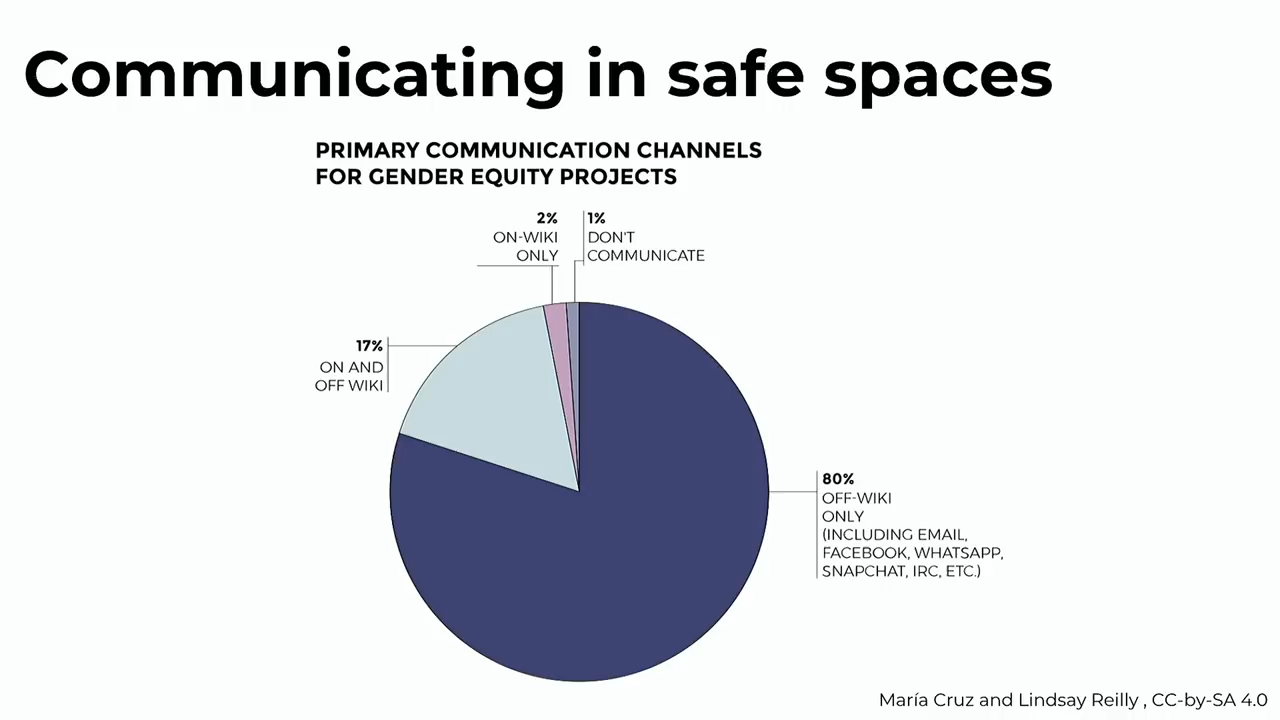 Communicating in safe spaces
PRIMARY COMMUNICATION CHANNELS
FOR GENDER EQUITY PROJECTS
2%
ON-WIKI
ONLY
1%
DON'T
COMMUNICATE
17%
ON AND
OFF WIKI
80%
OFF-WIKI
ONLY
(INCLUDING EMAIL,
FACEBOOK, WHATSAPP,
SNAPCHAT, IRC, ETC.)
María Cruz and Lindsay Reilly , CC-by-SA 4.0